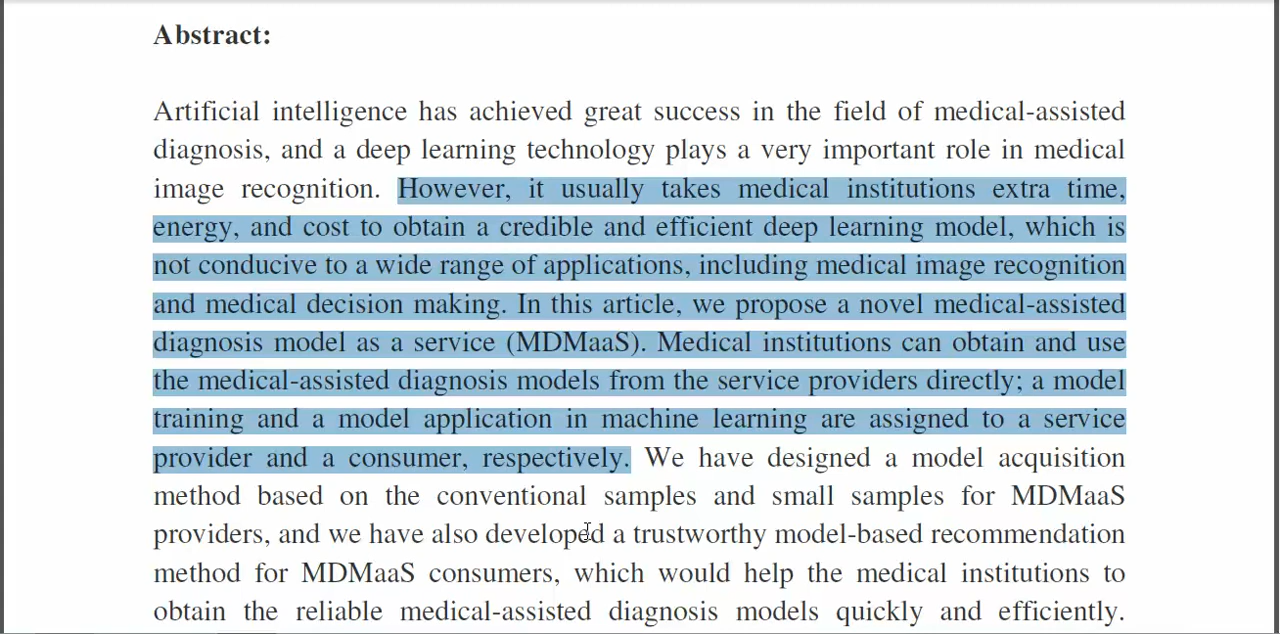 Abstract:
Artificial intelligence has achieved great success in the field of medical-assisted
diagnosis, and a deep learning technology plays a very important role in medical
image recognition. However, it usually takes medical institutions extra time,
energy, and cost to obtain a credible and efficient deep learning model, which is
not conducive to a wide range of applications, including medical image recognition
and medical decision making. In this article, we propose a novel medical-assisted
diagnosis model as a service (MDMaaS). Medical institutions can obtain and use
the medical-assisted diagnosis models from the service providers directly; a model
training and a model application in machine learning are assigned to a service
provider and a consumer, respectively. We have designed a model acquisition
method based on the conventional samples and small samples for MDMaaS
providers, and we have also developed a trustworthy model-based recommendation
method for MDMaaS consumers, which would help the medical institutions to
obtain the reliable medical-assisted diagnosis models quickly and efficiently.